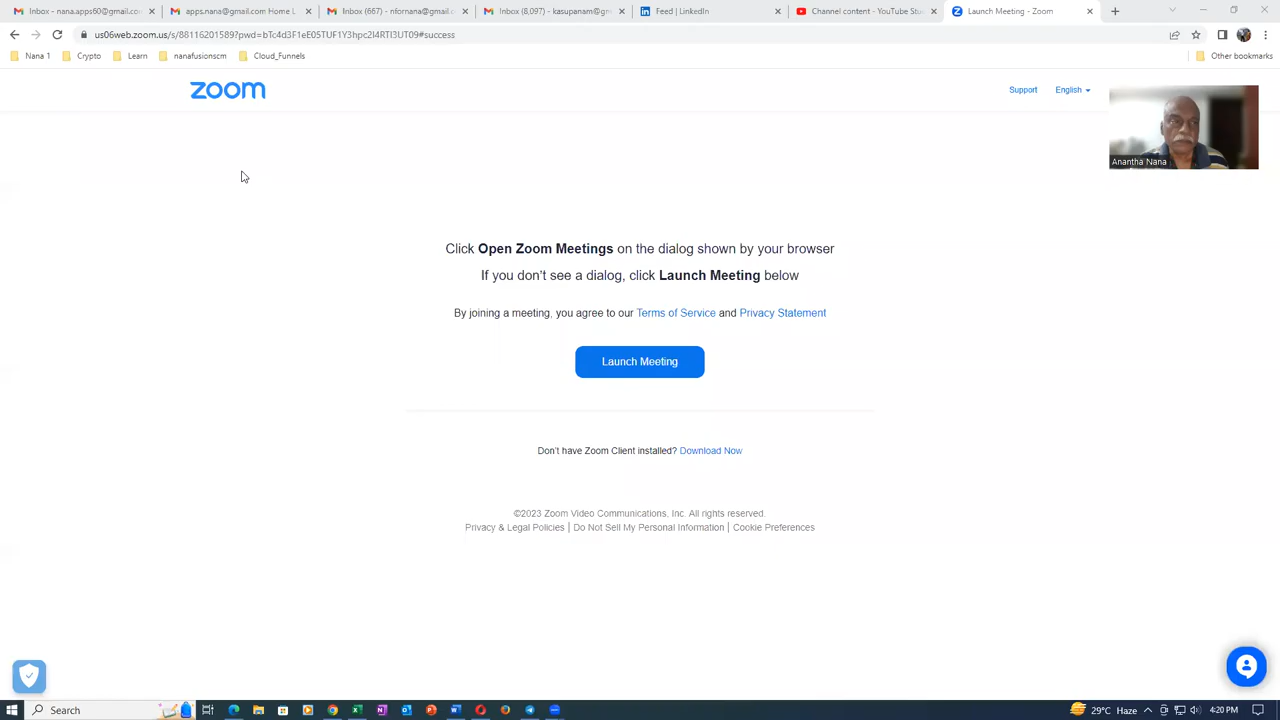 Inbox - nana.apps60@gmail.com
apps.nana@gmail.com Home L
Inbox (667) - nfornana@gmail.c
Inbox (8,097) - kasupanam@gm
Feed | LinkedIn
Channel content - YouTube Stu
Launch Meeting - Zoom
us06web.zoom.us/s/88116201589?pwd=bTc4d3F1eE05TUF1Y3hpc2l4RTI3UT09#success
Nana 1
Crypto
Learn
nanafusionscm
Cloud_Funnels
Other bookmarks
zoom
Support
English
Anantha Nana
Click Open Zoom Meetings on the dialog shown by your browser
If you don't see a dialog, click Launch Meeting below
By joining a meeting, you agree to our Terms of Service and Privacy Statement
Launch Meeting
Don't have Zoom Client installed? Download Now
©2023 Zoom Video Communications, Inc. All rights reserved.
Privacy & Legal Policies | Do Not Sell My Personal Information | Cookie Preferences
Search
29°C Haze
4:20 PM